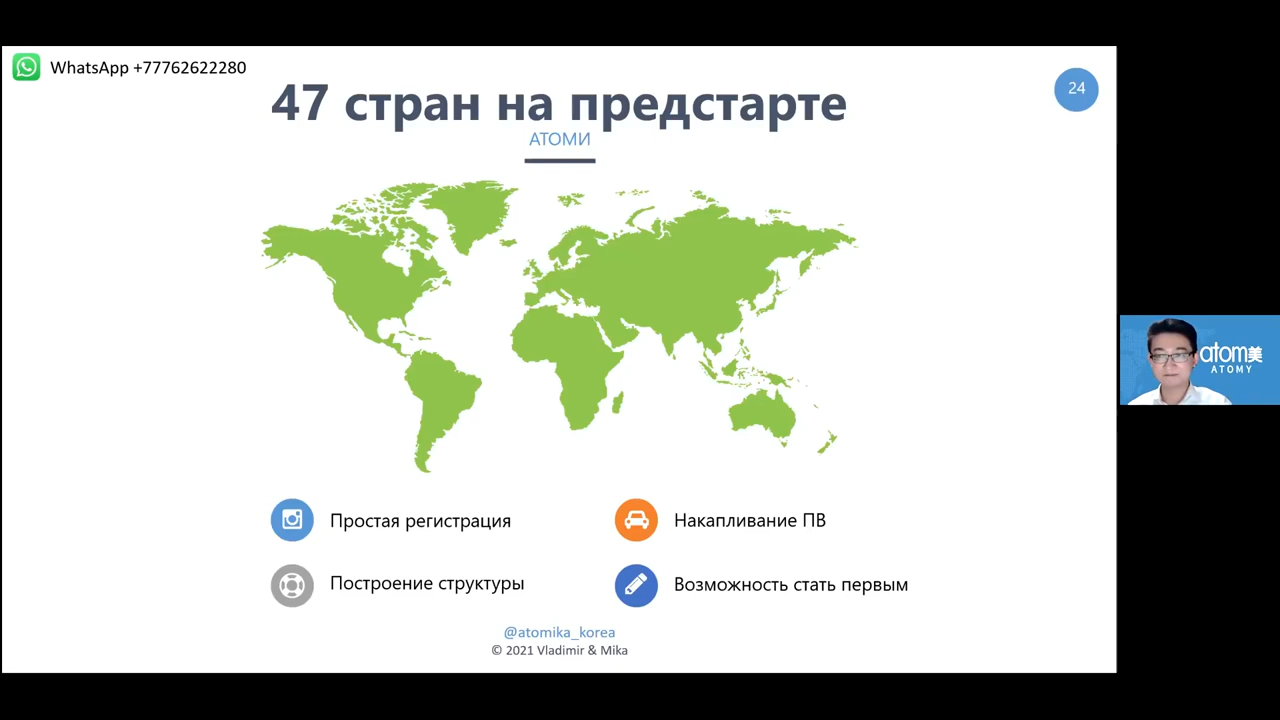 WhatsApp +77762622280
47 стран на предстарте
24
АТОМИ
atom美
ATOMY
Простая регистрация
Накапливание ПВ
Построение структуры
Возможность стать первым
@atomika_korea
© 2021 Vladimir & Mika